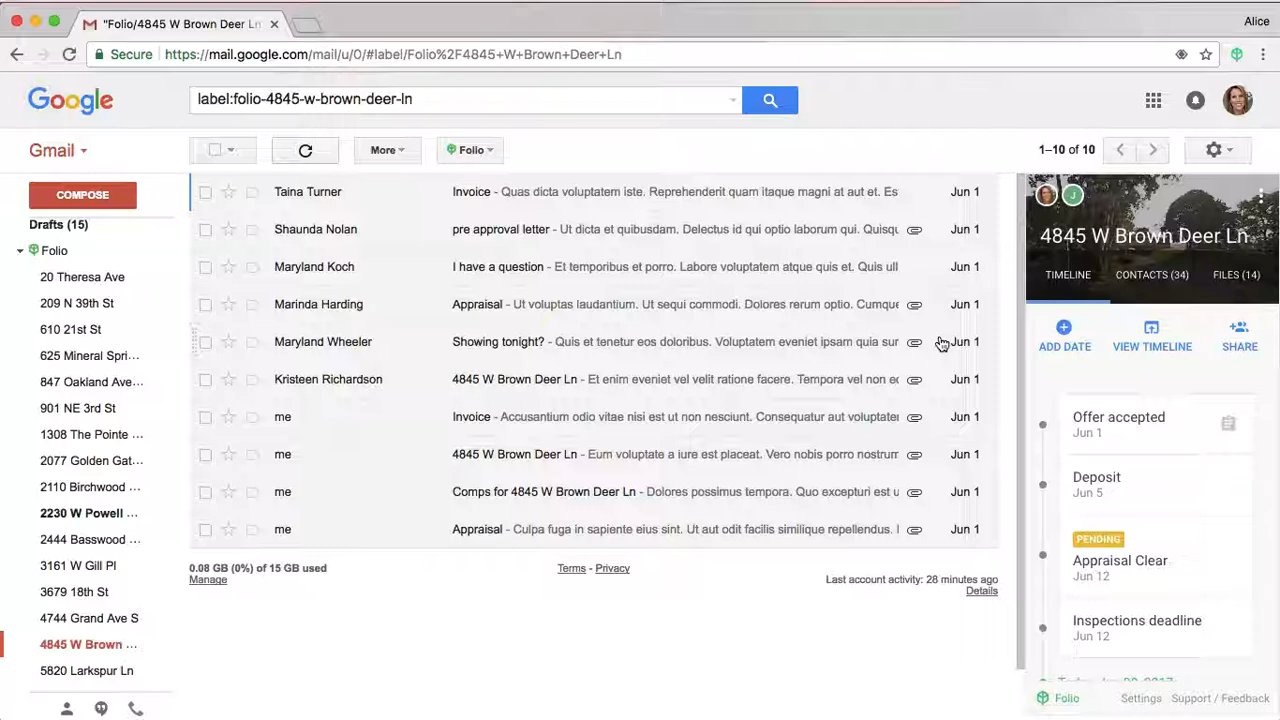 "Folio/4845 W Brown Deer Ln
Alice
Secure https://mail.google.com/mail/u/0/#label/Folio%2F4845+W+Brown+Deer+Ln
Google
label:folio-4845-w-brown-deer-ln
Gmail
More
Folio
1–10 of 10
COMPOSE
Drafts (15)
Folio
20 Theresa Ave
209 N 39th St
610 21st St
625 Mineral Spri...
847 Oakland Ave...
901 NE 3rd St
1308 The Pointe ...
2077 Golden Gat...
2110 Birchwood ...
2230 W Powell ...
2444 Basswood ...
3161 W Gill Pl
3679 18th St
4744 Grand Ave S
4845 W Brown ...
5820 Larkspur Ln
Taina Turner Invoice - Quas dicta voluptatem iste. Reprehenderit quam itaque magni at aut et. Es Jun 1
Shaunda Nolan pre approval letter - Ut dicta et quibusdam. Delectus id qui optio laborum qui. Quisqu Jun 1
Maryland Koch I have a question - Et temporibus et porro. Labore voluptatem atque quis et. Quis ull Jun 1
Marinda Harding Appraisal - Ut voluptas laudantium. Ut sequi commodi. Dolores rerum optio. Cumque Jun 1
Maryland Wheeler Showing tonight? - Quis et tenetur eos doloribus. Voluptatem eveniet ipsam quia sur Jun 1
Kristeen Richardson 4845 W Brown Deer Ln - Et enim eveniet vel velit ratione facere. Tempora vel non ec Jun 1
me Invoice - Accusantium odio vitae nisi est ut non nesciunt. Consequatur aut voluptater Jun 1
me 4845 W Brown Deer Ln - Eum voluptate a iure est placeat. Vero nobis porro nostrum Jun 1
me Comps for 4845 W Brown Deer Ln - Dolores possimus tempora. Quo excepturi est u Jun 1
me Appraisal - Culpa fuga in sapiente eius sint. Ut aut odit facilis similique repellendus. Jun 1
0.08 GB (0%) of 15 GB used
Manage
Terms - Privacy
Last account activity: 28 minutes ago
Details
J
4845 W Brown Deer Ln
TIMELINE CONTACTS (34) FILES (14)
ADD DATE VIEW TIMELINE SHARE
Offer accepted
Jun 1
Deposit
Jun 5
PENDING
Appraisal Clear
Jun 12
Inspections deadline
Jun 12
Folio Settings Support / Feedback